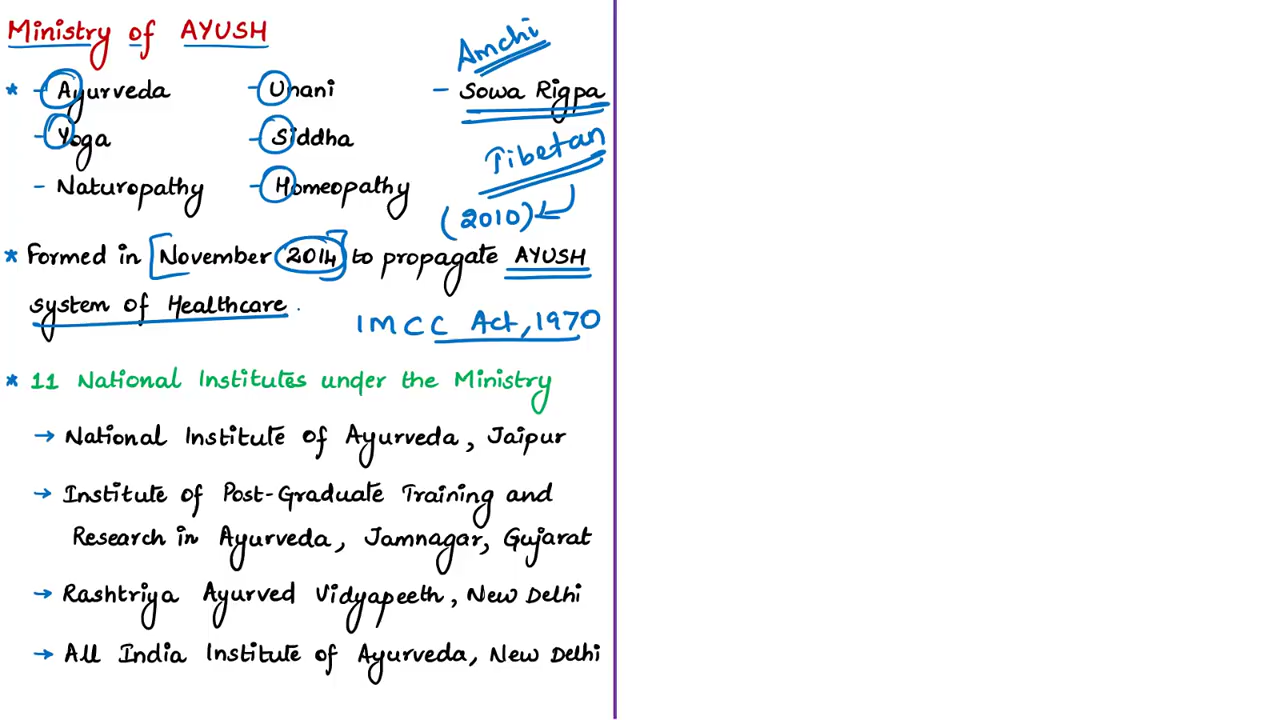 Ministry of AYUSH
Amchi
* - Ayurveda - Unani - Sowa Rigpa
- Yoga - Siddha
Tibetan
- Naturopathy - Homeopathy
(2010)
* Formed in [November 2014] to propagate AYUSH
system of Healthcare.
IMCC Act, 1970
* 11 National Institutes under the Ministry
→ National Institute of Ayurveda, Jaipur
→ Institute of Post-Graduate Training and
Research in Ayurveda, Jamnagar, Gujarat
→ Rashtriya Ayurved Vidyapeeth, New Delhi
→ All India Institute of Ayurveda, New Delhi